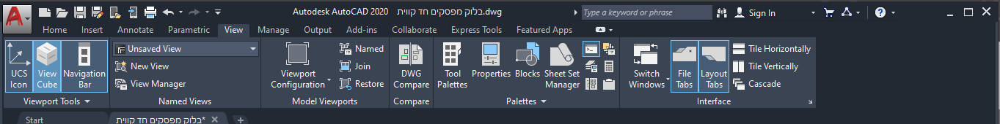 Autodesk AutoCAD 2020 בלוק מפסקים חד קווית.dwg Type a keyword or phrase Sign In
Home Insert Annotate Parametric View Manage Output Add-ins Collaborate Express Tools Featured Apps
UCS Icon
View Cube
Navigation Bar
Viewport Tools
Unsaved View
New View
View Manager
Named Views
Viewport Configuration
Named
Join
Restore
Model Viewports
DWG Compare
Compare
Tool Palettes
Properties
Blocks
Sheet Set Manager
Palettes
Switch Windows
File Tabs
Layout Tabs
Tile Horizontally
Tile Vertically
Cascade
Interface
Start
בלוק מפסקים חד קווית*